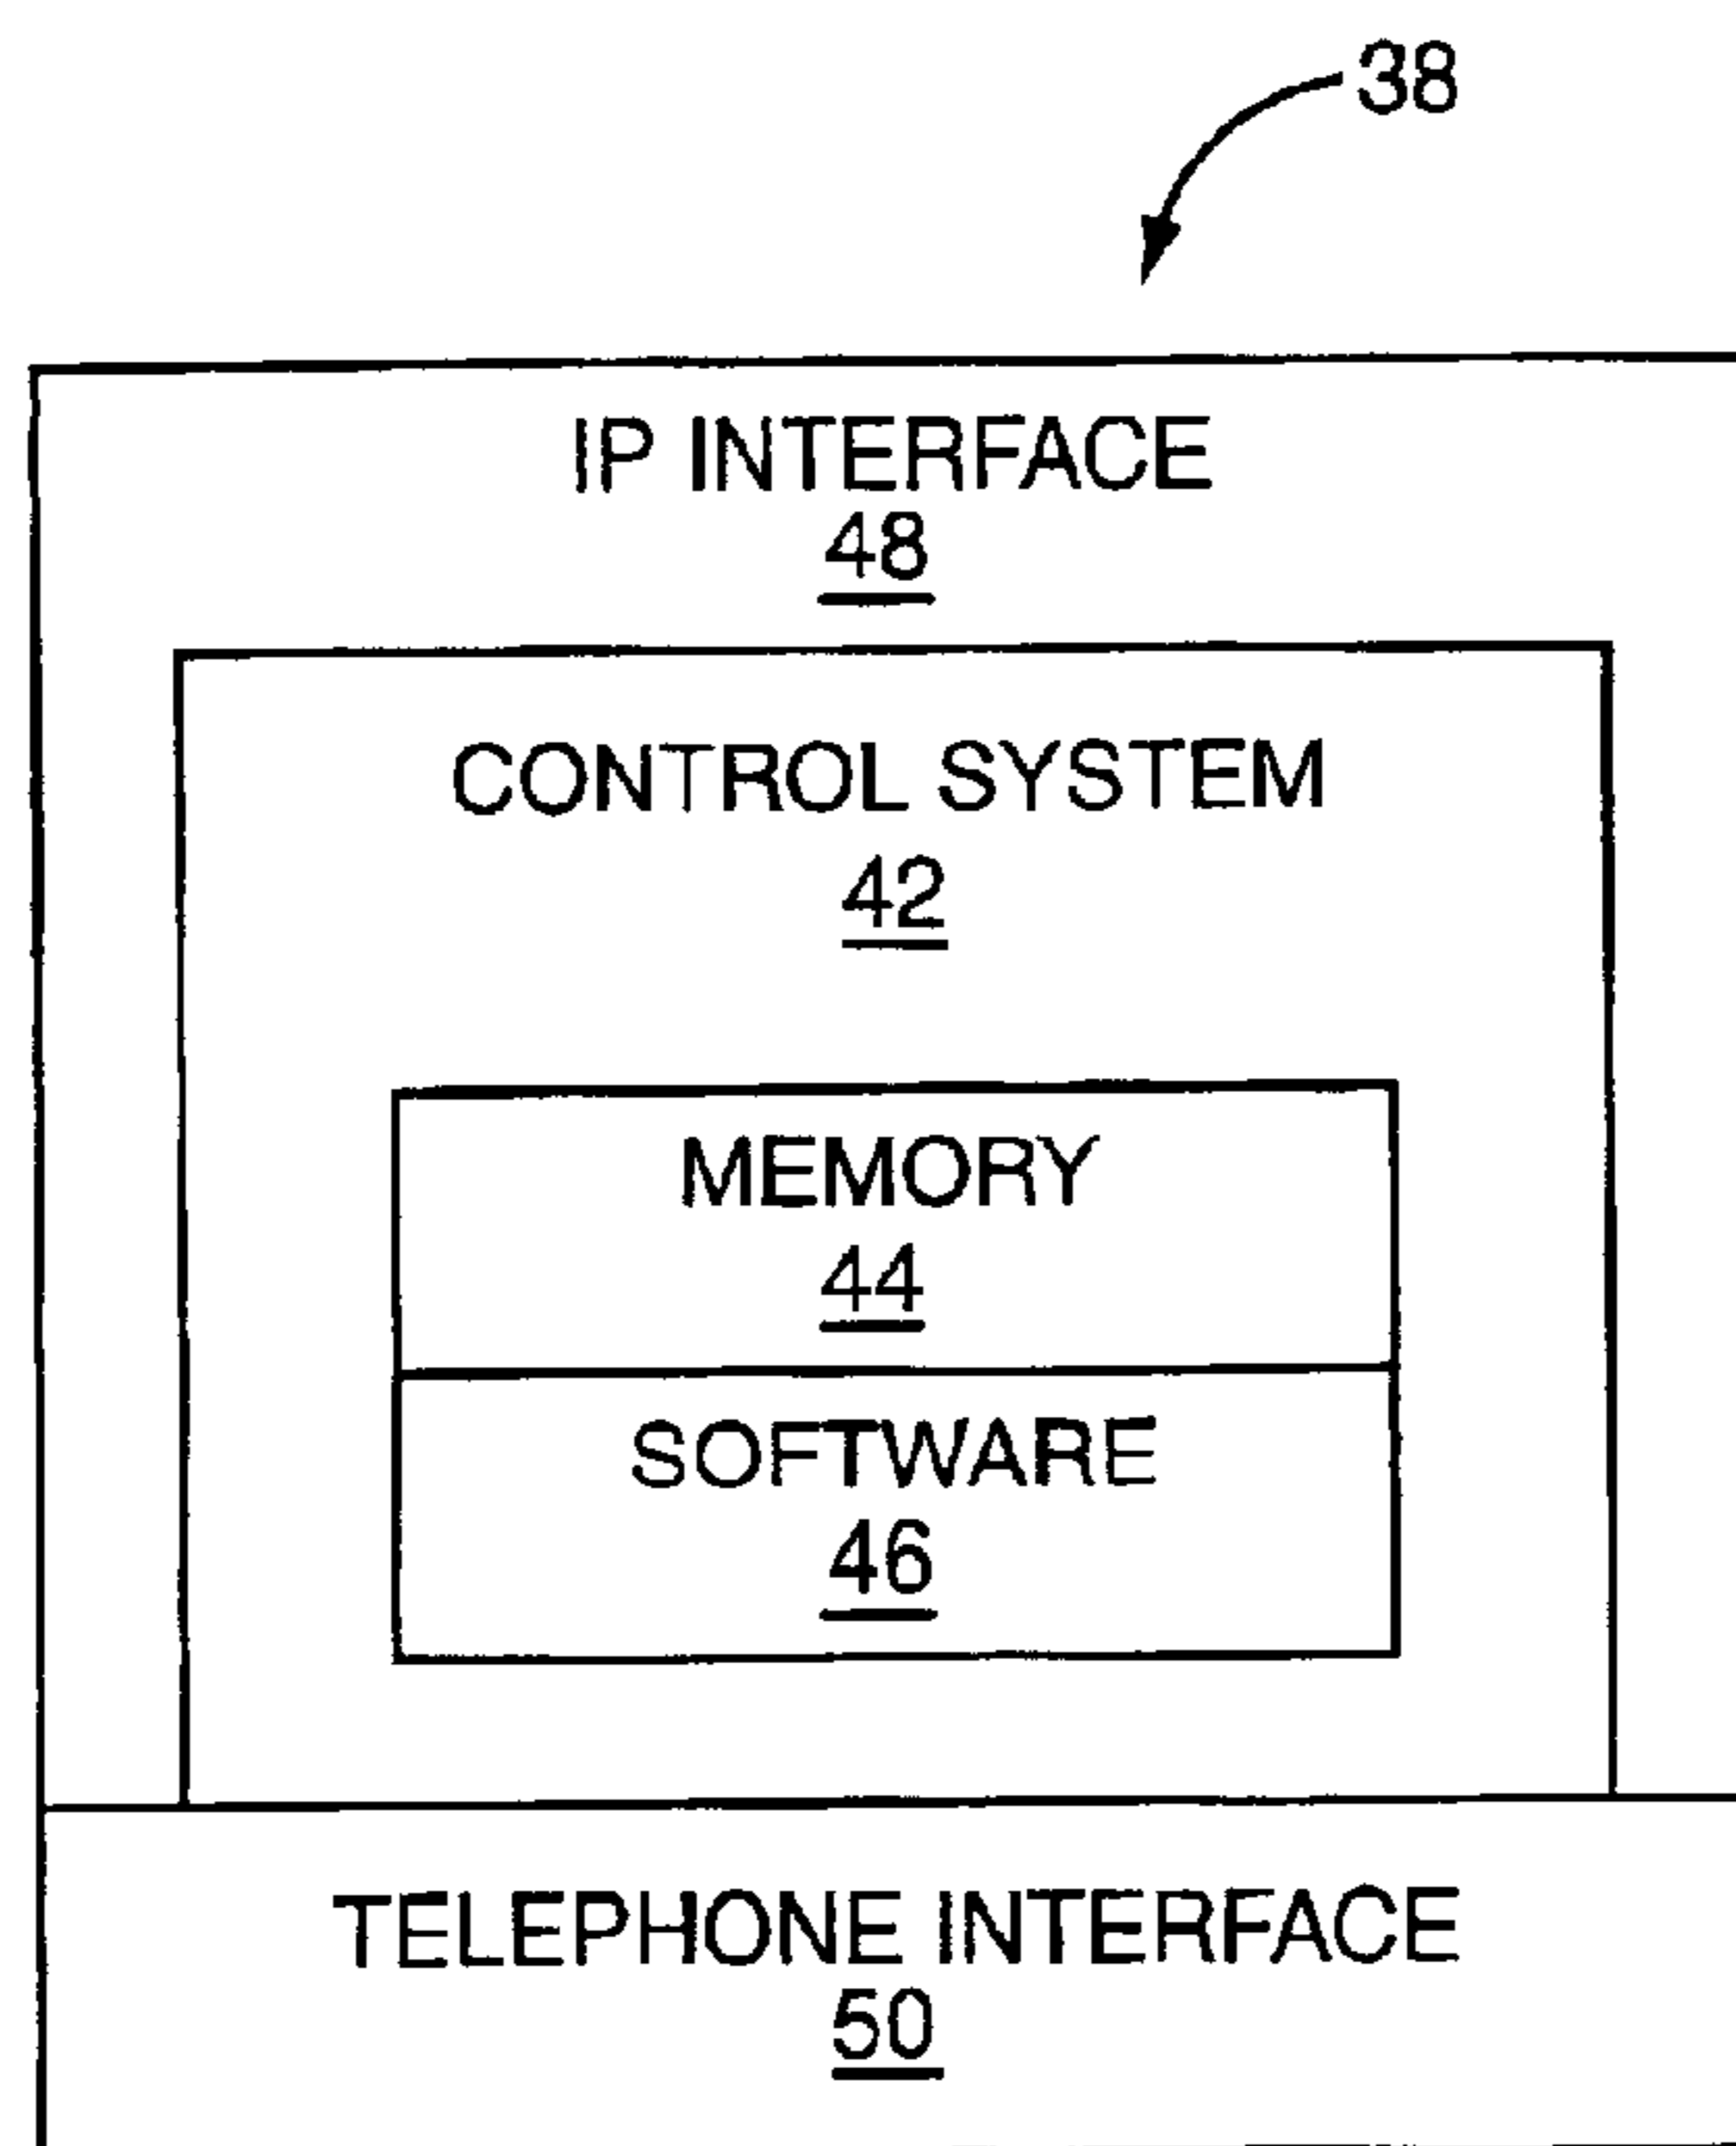 38
IP INTERFACE
48
CONTROL SYSTEM
42
MEMORY
44
SOFTWARE
46
TELEPHONE INTERFACE
50